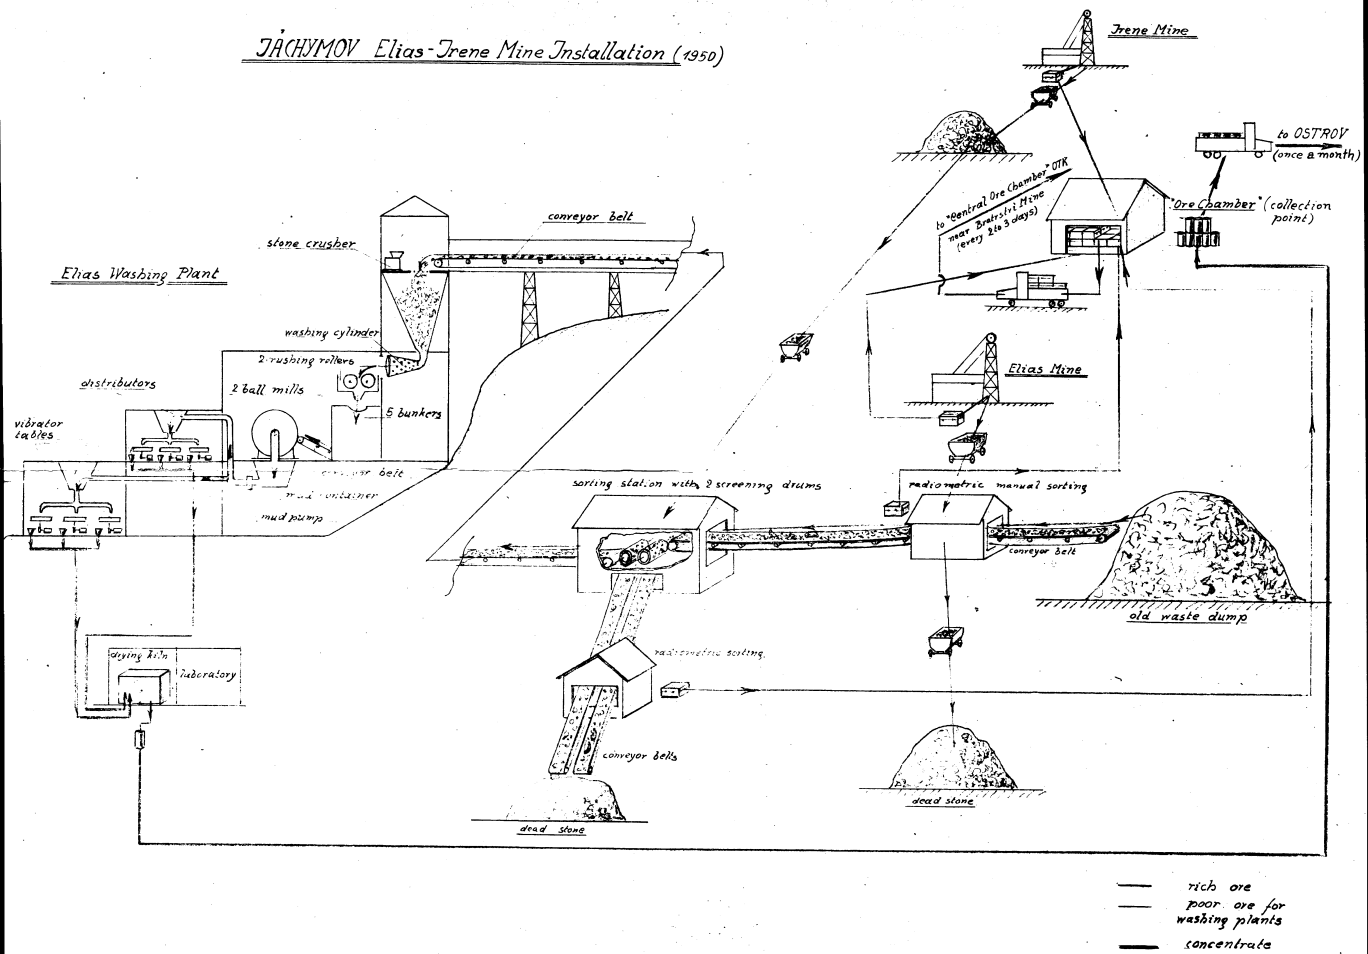 JÁCHYMOV Elias-Irene Mine Installation (1950)
Irene Mine
to OSTROV
(once a month)
to "Central Ore Chamber" OTK
near Bratrství Mine
(every 2 to 3 days)
"Ore Chamber" (collection
point)
conveyor belt
stone crusher
Elias Washing Plant
washing cylinder
2 rushing rollers
distributors
2 ball mills
5 bunkers
vibrator
tables
Elias Mine
belt
mud container
mud pump
sorting station with 2 screening drums
radiometric manual sorting
conveyor belt
old waste dump
drying kiln
laboratory
radiometric sorting.
conveyor belts
dead stone
dead stone
rich ore
poor ore for
washing plants
concentrate